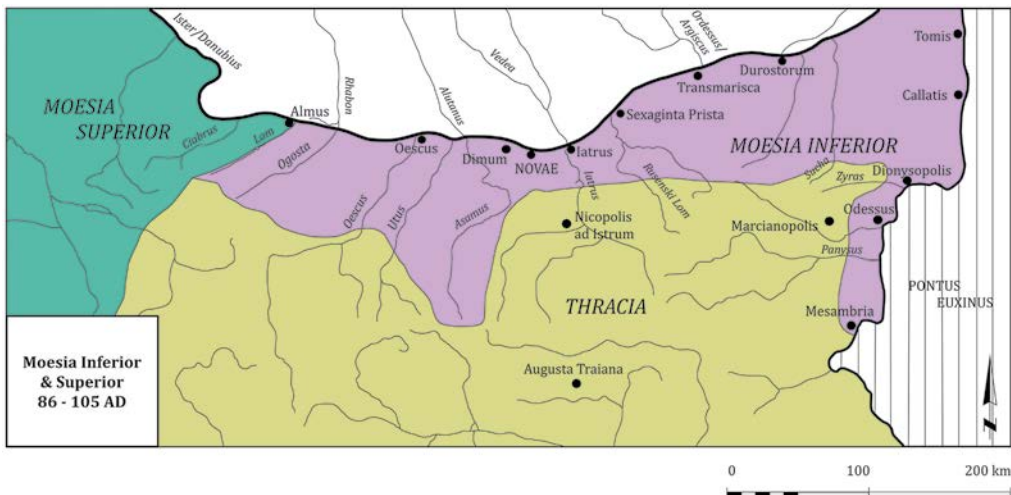 Ister/Danubius
Rhabon
Alutanus
Vedea
Ordessus/
Argiscus
Tomis
Callatis
Durostorum
Transmarisca
Sexaginta Prista
MOESIA
SUPERIOR
Almus
Ciabrus
Lom
Ogosta
Oescus
Dimum
NOVAE
Iatrus
MOESIA INFERIOR
Sucha
Zyras
Dionysopolis
Oescus
Utus
Asamus
Iatrus
Rusenski Lom
Nicopolis
ad Istrum
Marcianopolis
Odessus
Panysus
THRACIA
PONTUS
EUXINUS
Mesambria
Augusta Traiana
Moesia Inferior
& Superior
86 - 105 AD
N
0 100 200 km